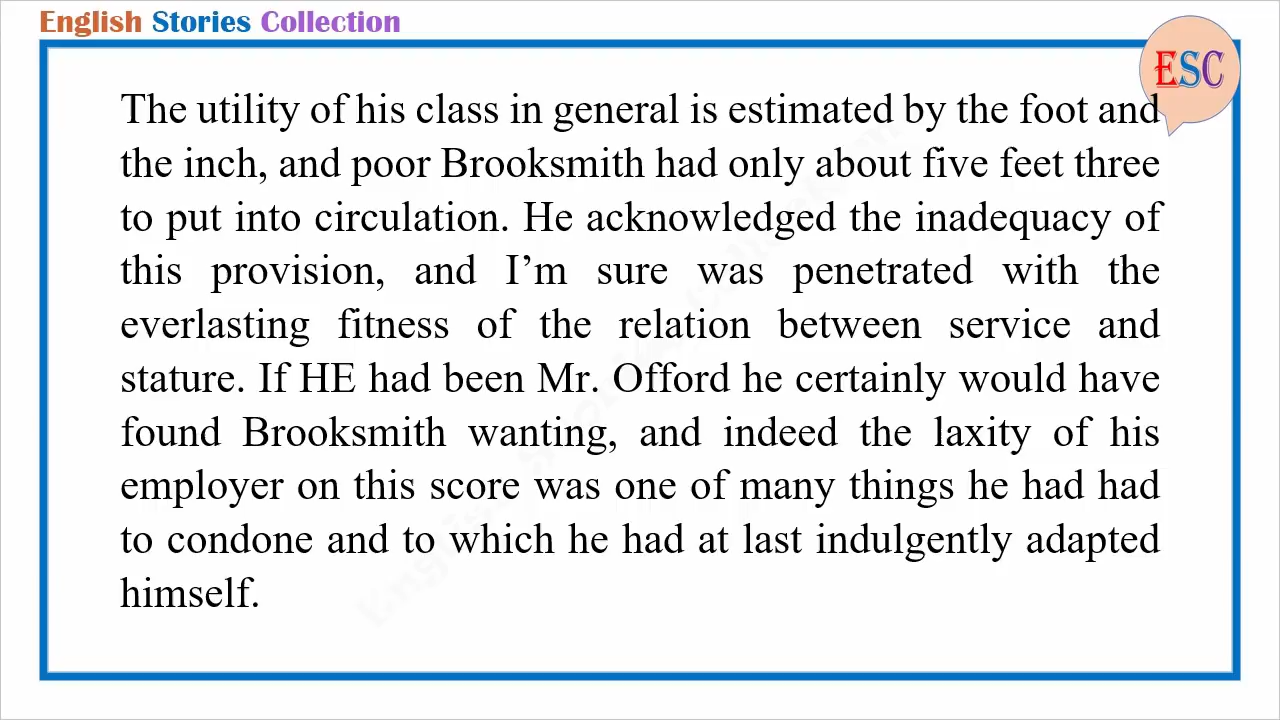 English Stories Collection
ESC
The utility of his class in general is estimated by the foot and
the inch, and poor Brooksmith had only about five feet three
to put into circulation. He acknowledged the inadequacy of
this provision, and I’m sure was penetrated with the
everlasting fitness of the relation between service and
stature. If HE had been Mr. Offord he certainly would have
found Brooksmith wanting, and indeed the laxity of his
employer on this score was one of many things he had had
to condone and to which he had at last indulgently adapted
himself.